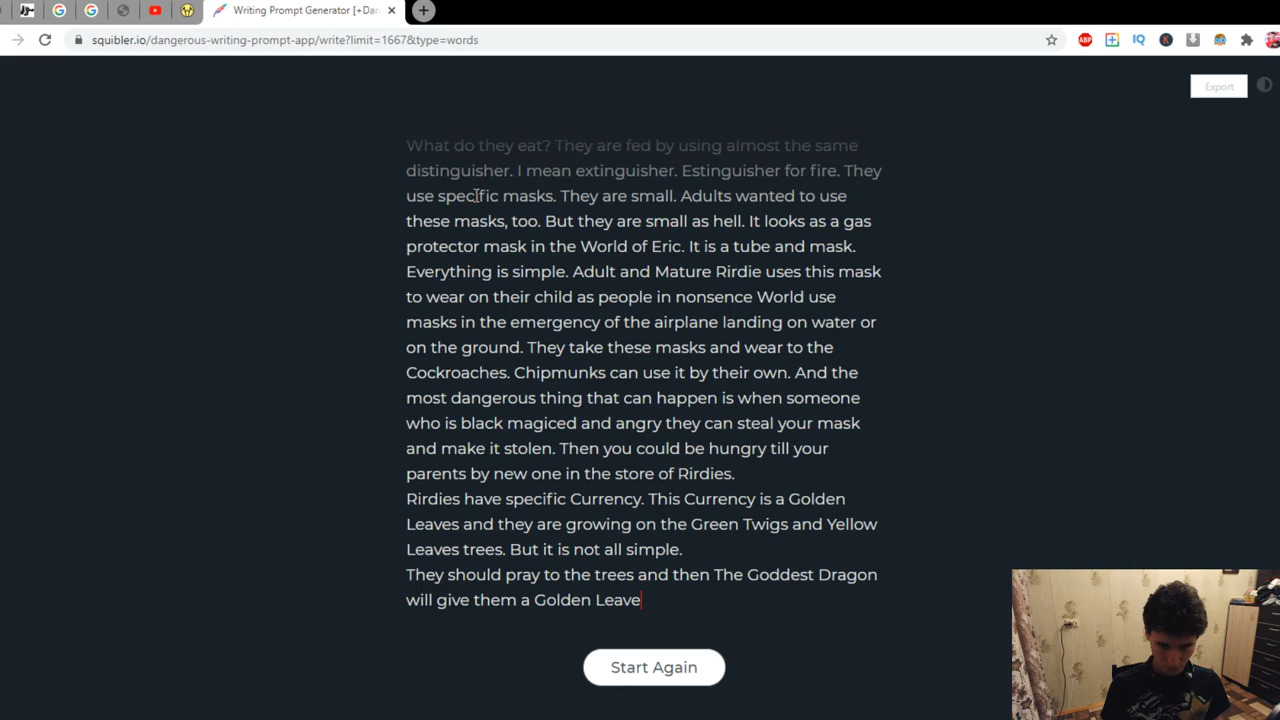 Writing Prompt Generator [+Dan
squibler.io/dangerous-writing-prompt-app/write?limit=1667&type=words
ABP
IQ
K
Export
What do they eat? They are fed by using almost the same
distinguisher. I mean extinguisher. Estinguisher for fire. They
use specific masks. They are small. Adults wanted to use
these masks, too. But they are small as hell. It looks as a gas
protector mask in the World of Eric. It is a tube and mask.
Everything is simple. Adult and Mature Rirdie uses this mask
to wear on their child as people in nonsence World use
masks in the emergency of the airplane landing on water or
on the ground. They take these masks and wear to the
Cockroaches. Chipmunks can use it by their own. And the
most dangerous thing that can happen is when someone
who is black magiced and angry they can steal your mask
and make it stolen. Then you could be hungry till your
parents by new one in the store of Rirdies.
Rirdies have specific Currency. This Currency is a Golden
Leaves and they are growing on the Green Twigs and Yellow
Leaves trees. But it is not all simple.
They should pray to the trees and then The Goddest Dragon
will give them a Golden Leave
Start Again